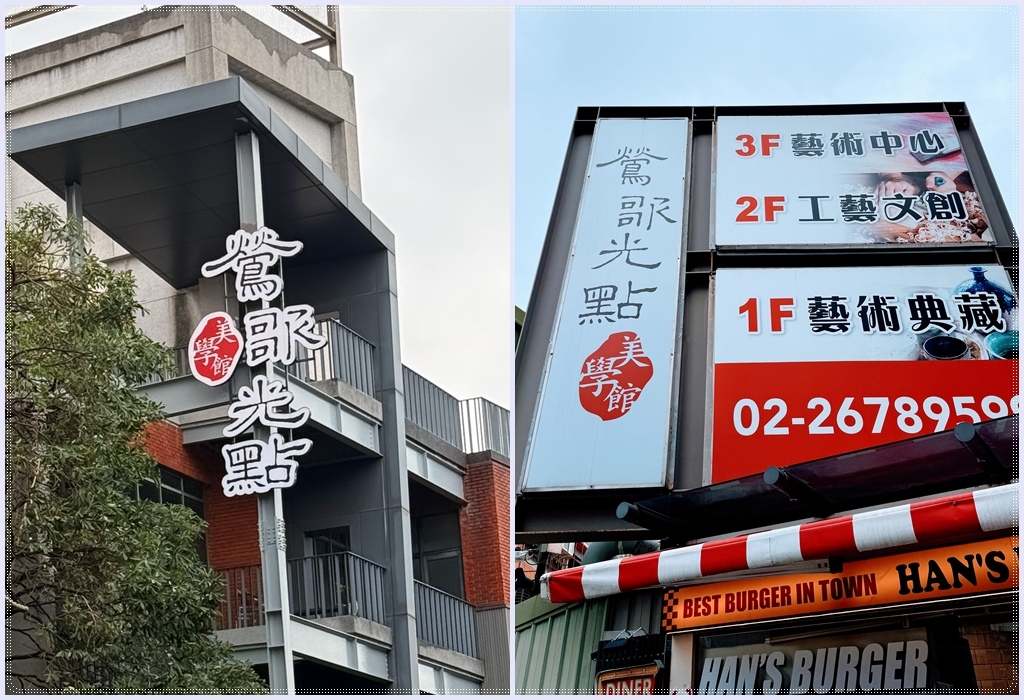 鶯歌光點
美學館
鶯歌光點
美學館
3F 藝術中心
2F 工藝文創
1F 藝術典藏
02-2678959
BEST BURGER IN TOWN HAN'S
HAN'S BURGER
DINER